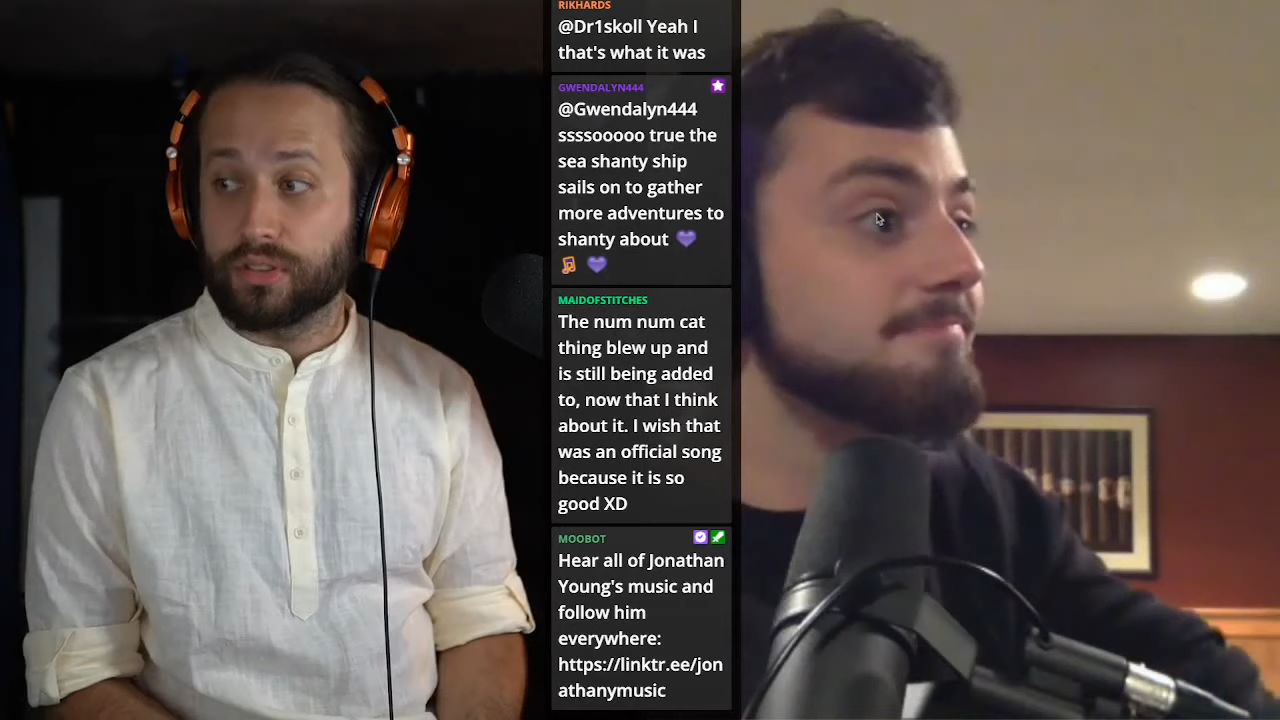 RIKHARDS
@Dr1skoll Yeah I
that's what it was
GWENDALYN444
@Gwendalyn444
ssssooooo true the
sea shanty ship
sails on to gather
more adventures to
shanty about 💜
🎵 💜
MAIDOFSTITCHES
The num num cat
thing blew up and
is still being added
to, now that I think
about it. I wish that
was an official song
because it is so
good XD
MOOBOT
Hear all of Jonathan
Young's music and
follow him
everywhere:
https://linktr.ee/jon
athanymusic